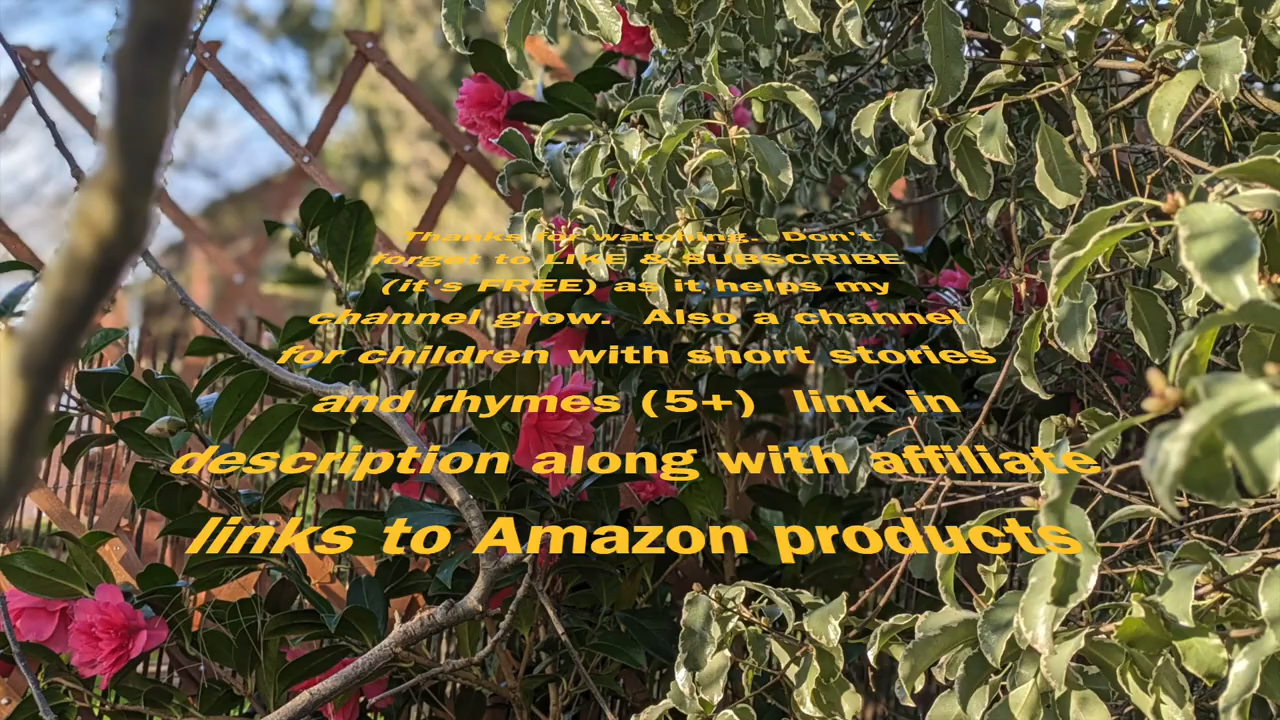 Thanks for watching.  Don't
forget to LIKE & SUBSCRIBE
(it's FREE) as it helps my
channel grow.  Also a channel
for children with short stories
and rhymes (5+)  link in
description along with affiliate
links to Amazon products